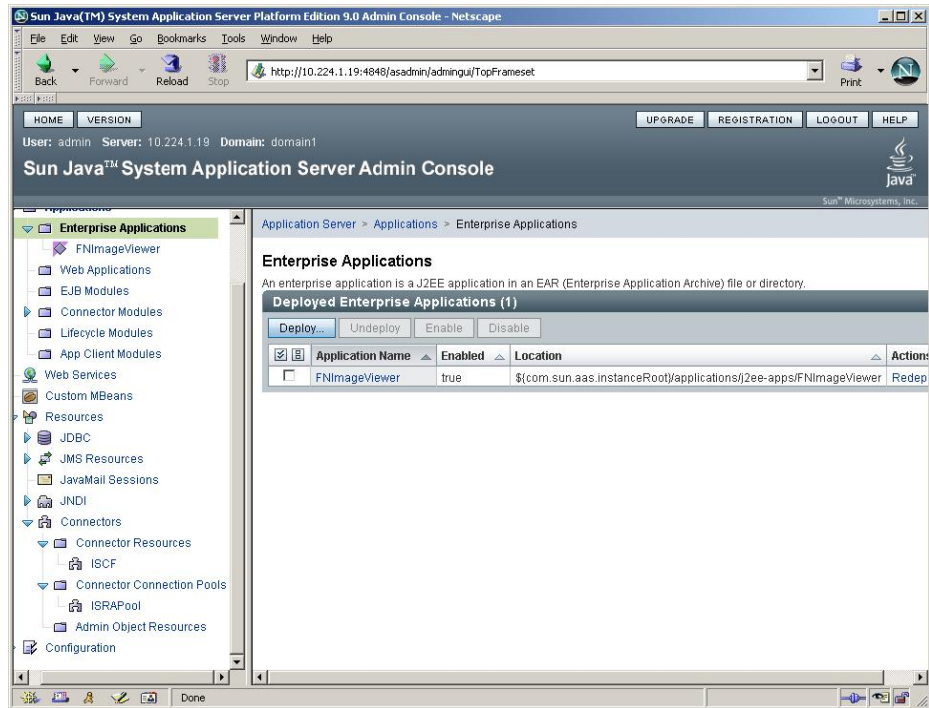 Sun Java(TM) System Application Server Platform Edition 9.0 Admin Console - Netscape
File Edit View Go Bookmarks Tools Window Help
Back Forward Reload Stop http://10.224.1.19:4848/asadmin/admingui/TopFrameset Print N
HOME VERSION UPGRADE REGISTRATION LOGOUT HELP
User: admin Server: 10.224.1.19 Domain: domain1
Sun Java™ System Application Server Admin Console
Java™
Sun™ Microsystems, Inc.
Applications
Enterprise Applications
FNImageViewer
Web Applications
EJB Modules
Connector Modules
Lifecycle Modules
App Client Modules
Web Services
Custom MBeans
Resources
JDBC
JMS Resources
JavaMail Sessions
JNDI
Connectors
Connector Resources
ISCF
Connector Connection Pools
ISRAPool
Admin Object Resources
Configuration
Application Server > Applications > Enterprise Applications
Enterprise Applications
An enterprise application is a J2EE application in an EAR (Enterprise Application Archive) file or directory.
Deployed Enterprise Applications (1)
Deploy... Undeploy Enable Disable
Application Name Enabled Location Actions
FNImageViewer true ${com.sun.aas.instanceRoot}/applications/j2ee-apps/FNImageViewer Redep
Done